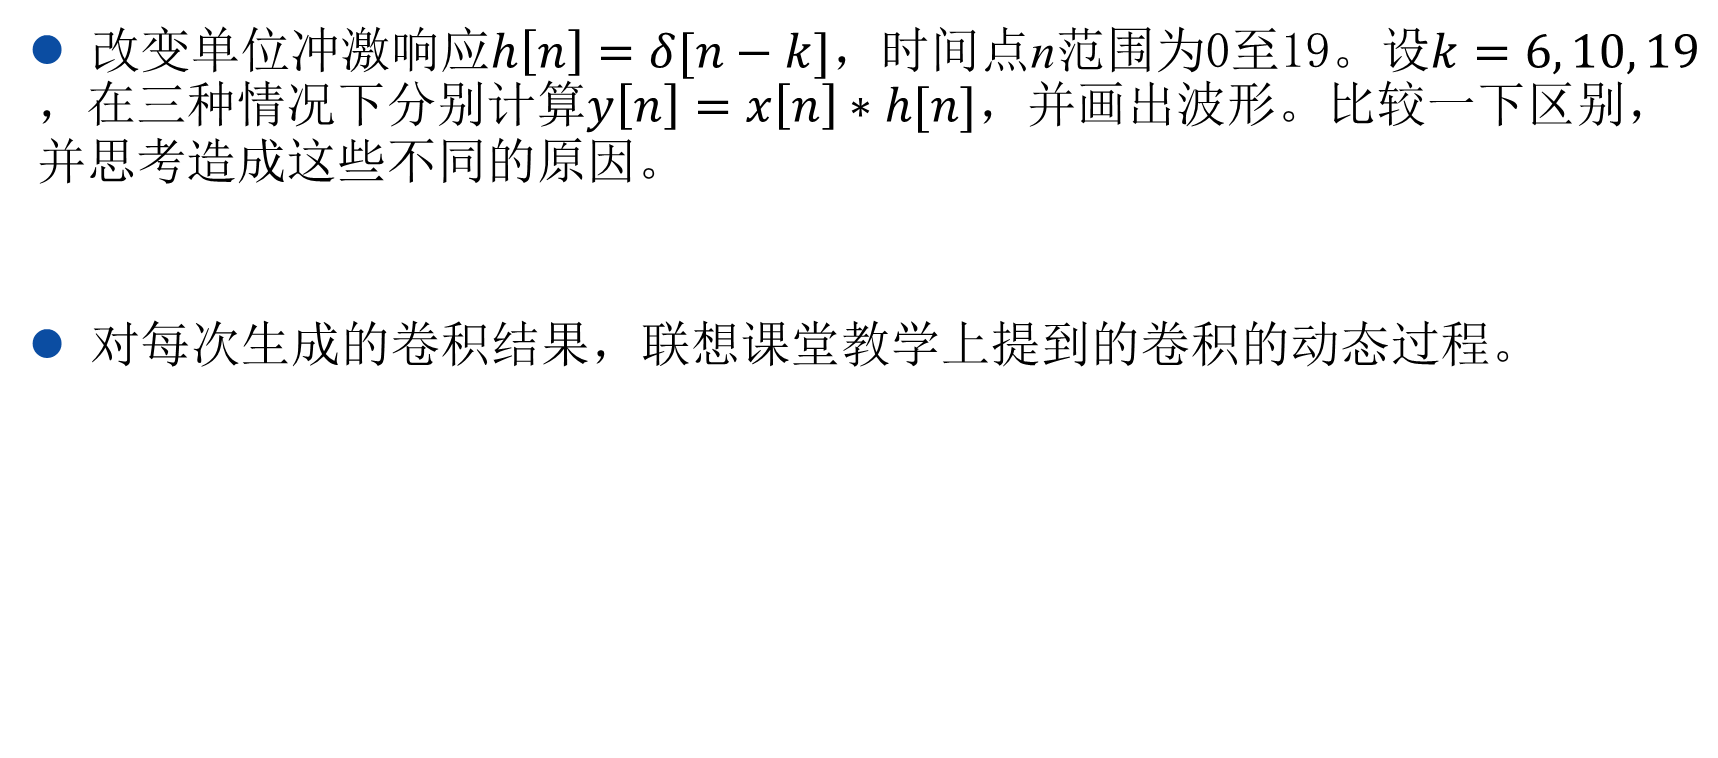 ● 改变单位冲激响应h[n] = δ[n − k]，时间点n范围为0至19。设k = 6, 10, 19
，在三种情况下分别计算y[n] = x[n] ∗ h[n]，并画出波形。比较一下区别，
并思考造成这些不同的原因。
● 对每次生成的卷积结果，联想课堂教学上提到的卷积的动态过程。